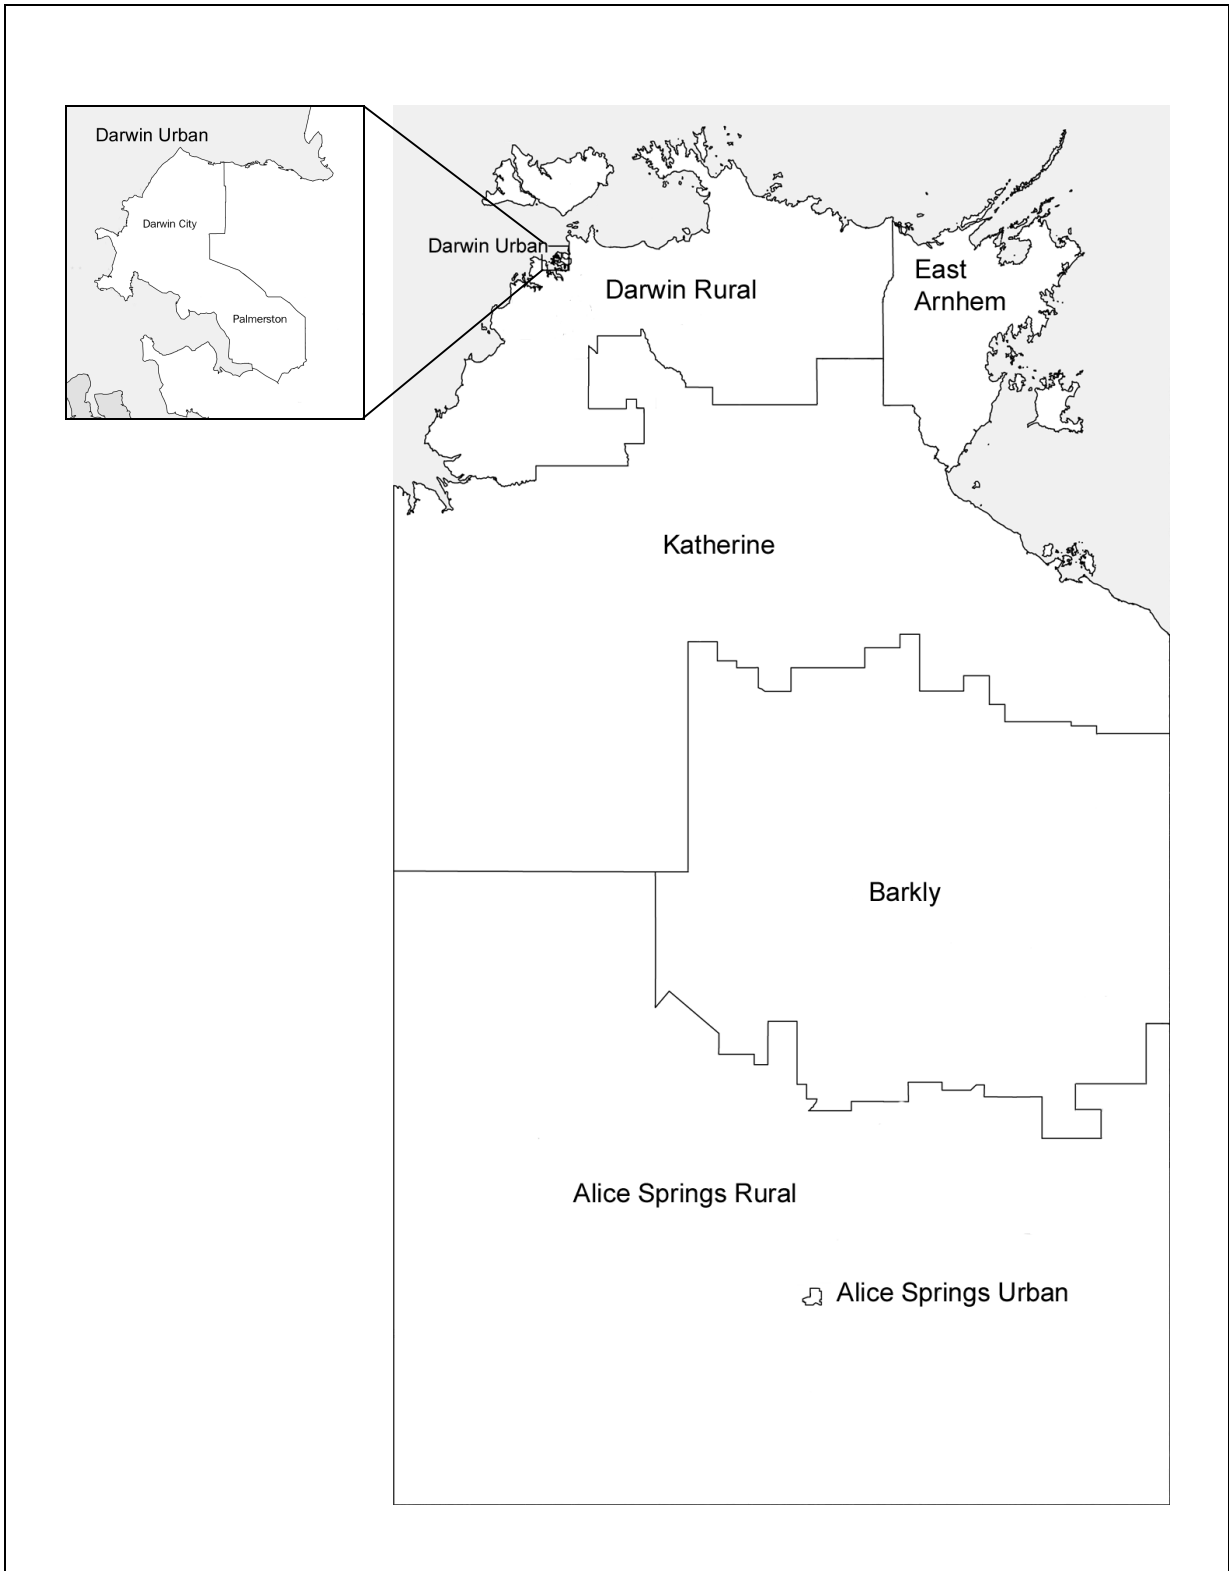 Darwin Urban
Darwin City
Palmerston
Darwin Urban
Darwin Rural
East
Arnhem
Katherine
Barkly
Alice Springs Rural
Alice Springs Urban